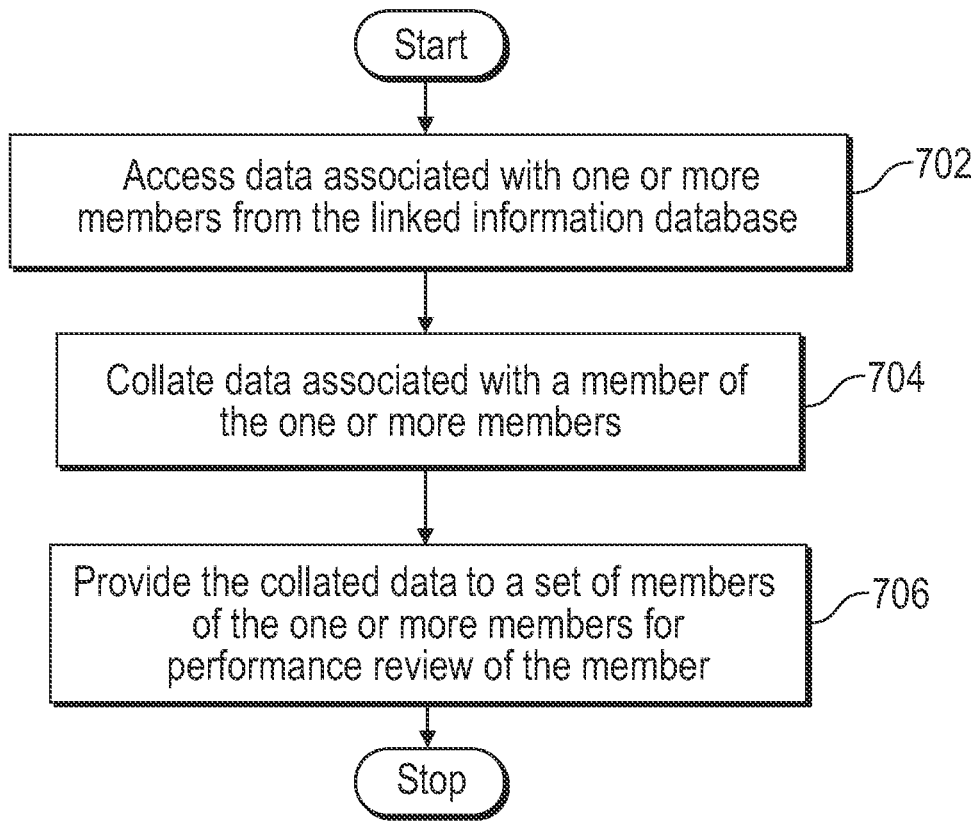 Start
Access data associated with one or more
members from the linked information database
702
Collate data associated with a member of
the one or more members
704
Provide the collated data to a set of members
of the one or more members for
performance review of the member
706
Stop